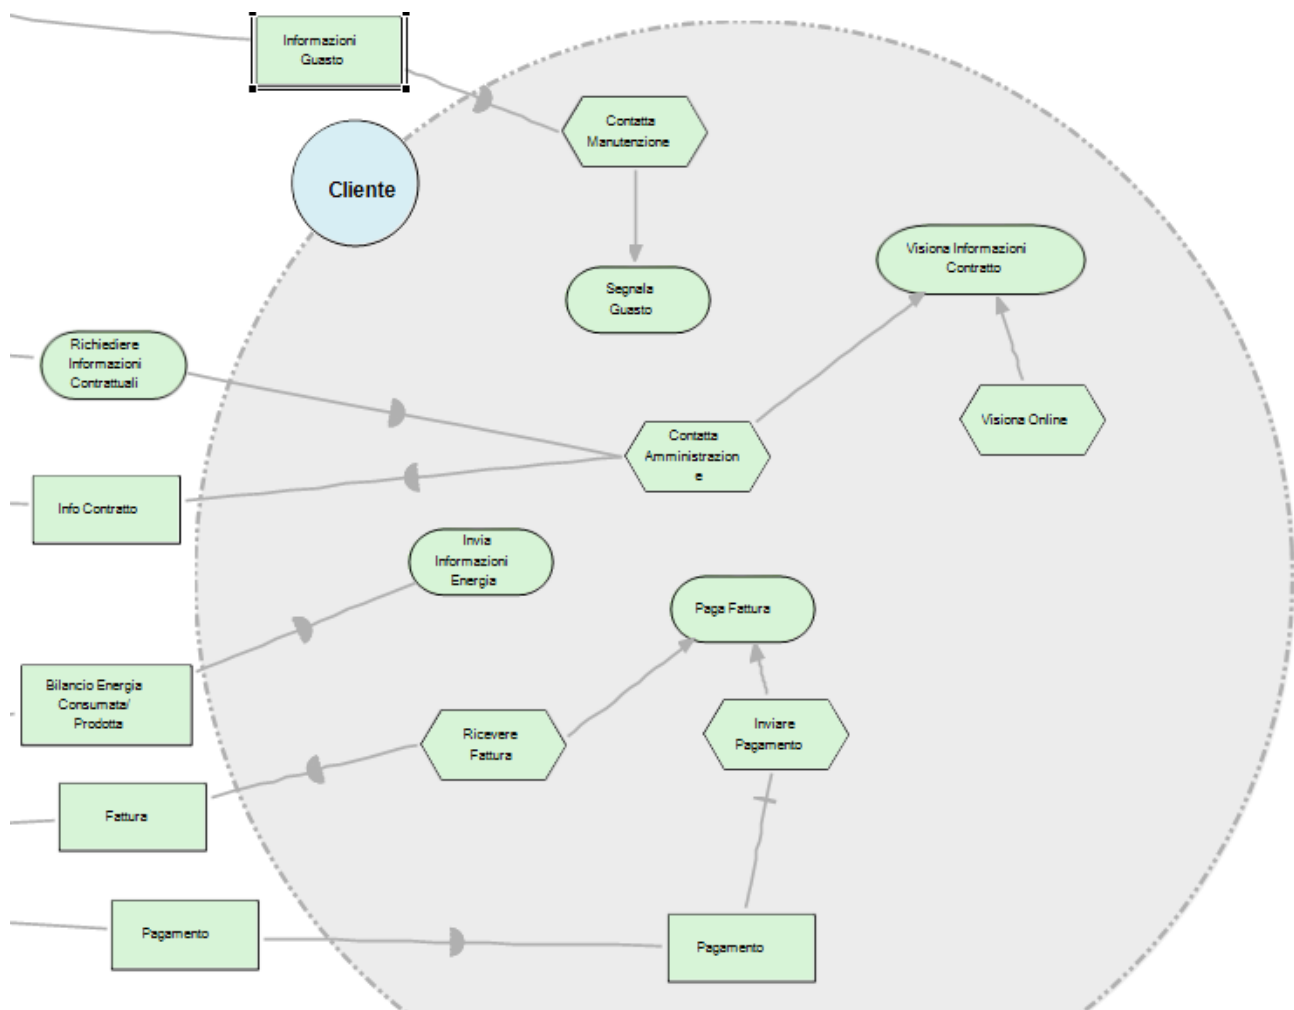 Informazioni
Guasto
Contatta
Manutenzione
Cliente
Visiona Informazioni
Contratto
Segnala
Guasto
Richiedere
Informazioni
Contrattuali
Visiona Online
Contatta
Amministrazion
e
Info Contratto
Invia
Informazioni
Energia
Paga Fattura
Bilancio Energia
Consumata/
Prodotta
Ricevere
Fattura
Inviare
Pagamento
Fattura
Pagamento
Pagamento